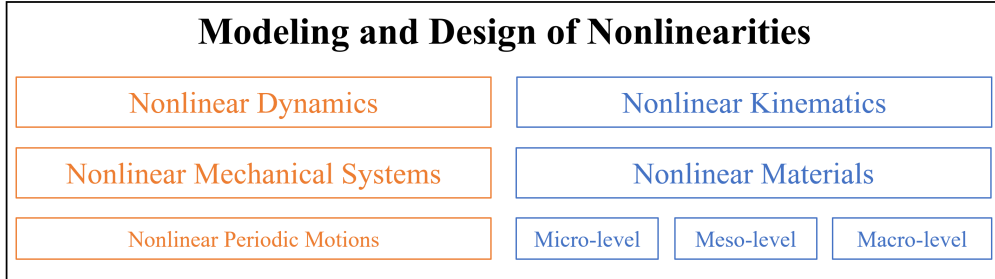 Modeling and Design of Nonlinearities
Nonlinear Dynamics
Nonlinear Kinematics
Nonlinear Mechanical Systems
Nonlinear Materials
Nonlinear Periodic Motions
Micro-level
Meso-level
Macro-level